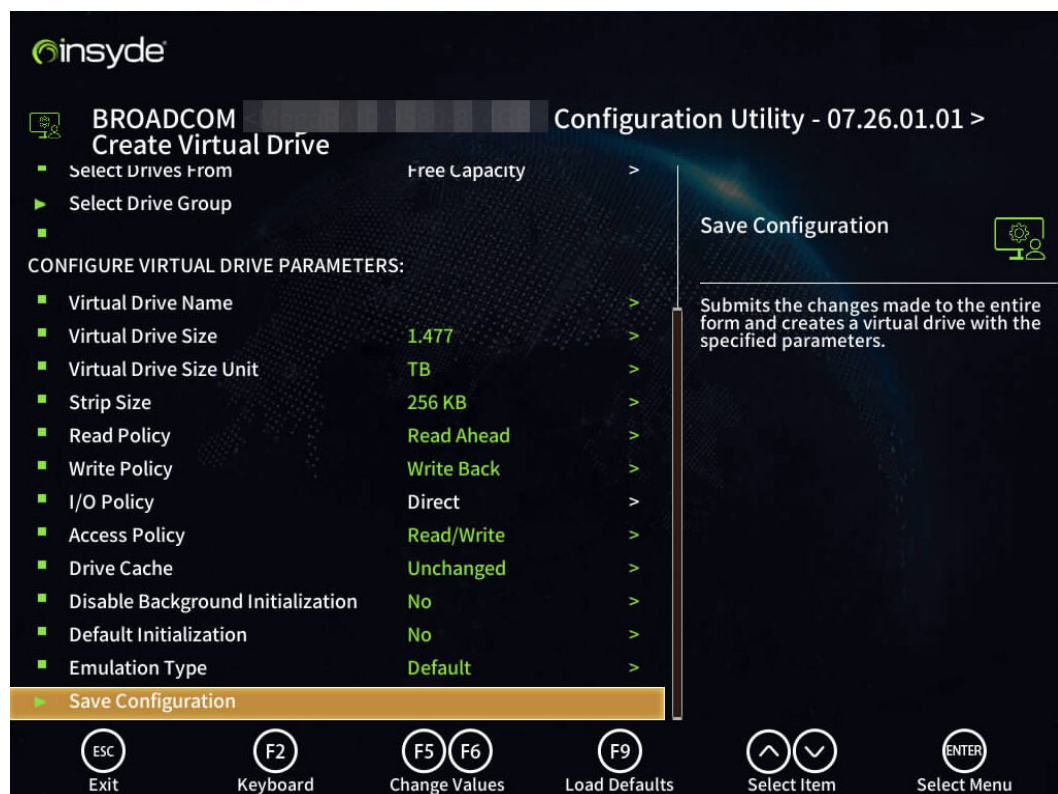 insyde
BROADCOM Configuration Utility - 07.26.01.01 >
Create Virtual Drive
Select Drives From Free Capacity >
Select Drive Group
CONFIGURE VIRTUAL DRIVE PARAMETERS:
Virtual Drive Name >
Virtual Drive Size 1.477 >
Virtual Drive Size Unit TB >
Strip Size 256 KB >
Read Policy Read Ahead >
Write Policy Write Back >
I/O Policy Direct >
Access Policy Read/Write >
Drive Cache Unchanged >
Disable Background Initialization No >
Default Initialization No >
Emulation Type Default >
Save Configuration
Save Configuration
Submits the changes made to the entire
form and creates a virtual drive with the
specified parameters.
ESC F2 F5 F6 F9 ENTER
Exit Keyboard Change Values Load Defaults Select Item Select Menu